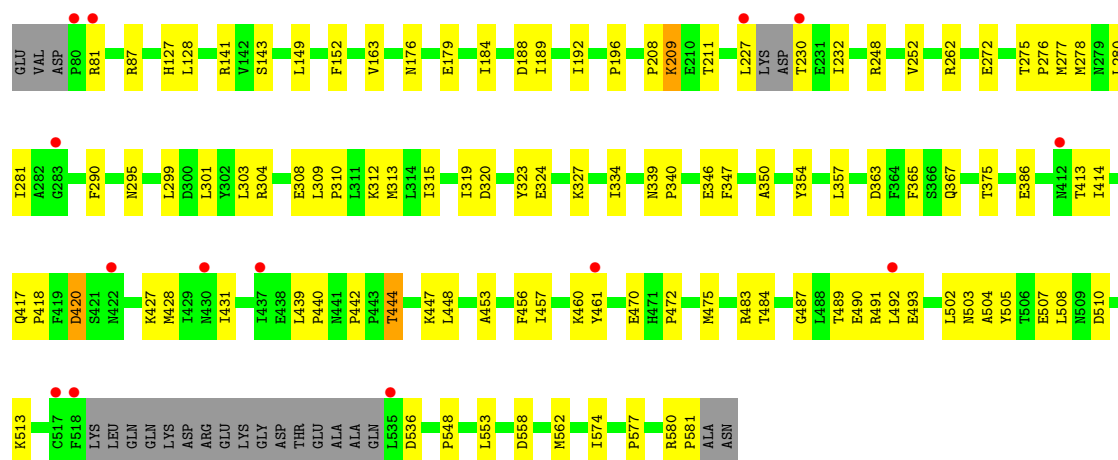 GLU VAL ASP P80 R81 R87 H127 L128 R141 V142 S143 L149 F152 V163 N176 E179 I184 D188 I189 I192 P196 P208 K209 E210 T211 L227 LYS ASP T230 E231 I232 R248 V252 R262 E272 T275 P276 M277 M278 N279 L280
I281 A282 G283 F290 N295 L299 D300 L301 Y302 L303 R304 E308 L309 P310 L311 K312 M313 L314 I315 I319 D320 Y323 E324 K327 I334 N339 P340 E346 F347 A350 Y354 L357 D363 F364 F365 S366 Q367 T375 E386 N412 T413 I414
Q417 P418 F419 D420 S421 N422 K427 M428 I429 N430 I431 I437 E438 L439 P440 N441 P442 P443 T444 K447 L448 A453 F456 I457 K460 Y461 E470 H471 P472 M475 R483 T484 G487 L488 T489 E490 R491 L492 E493 L502 N503 A504 Y505 T506 E507 L508 N509 D510
K513 C517 F518 LYS LEU GLN GLN LYS ASP ARG GLU LYS GLY ASP THR GLU ALA ALA GLN L535 D536 P548 L553 D558 M562 I574 P577 R580 P581 ALA ASN